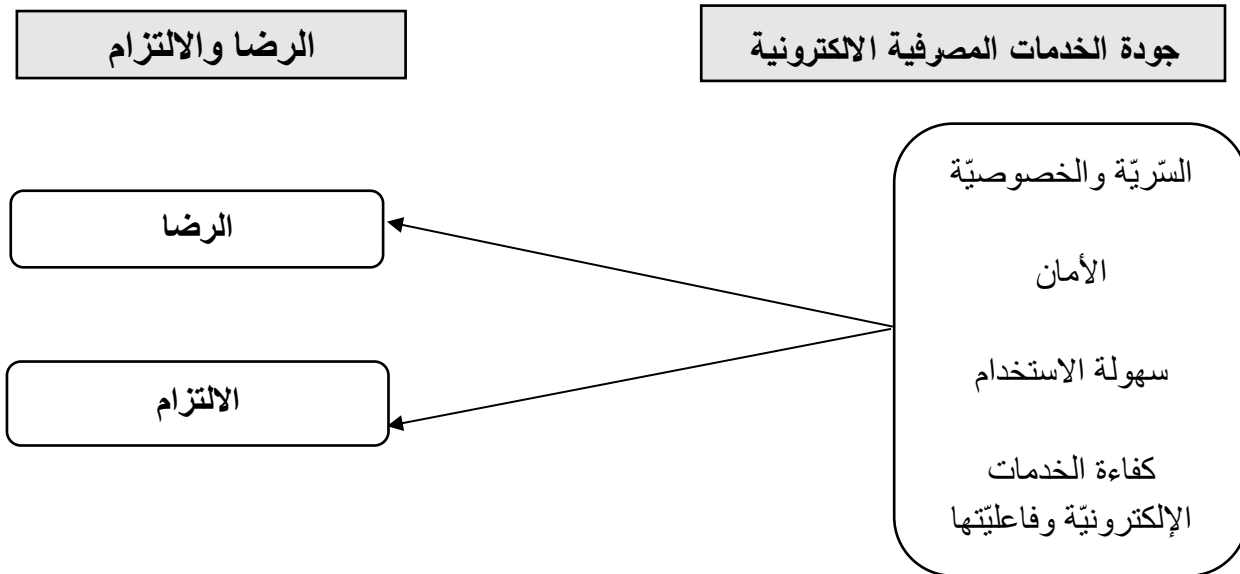 جودة الخدمات المصرفية الالكترونية
الرضا والالتزام
السّريّة والخصوصيّة
الأمان
سهولة الاستخدام
كفاءة الخدمات
الإلكترونيّة وفاعليّتها
الرضا
الالتزام